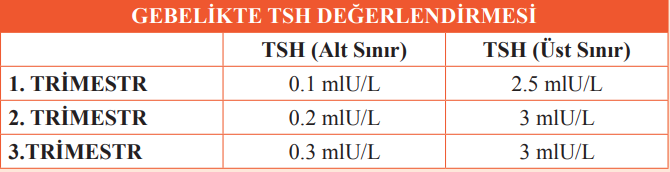 GEBELİKTE TSH DEĞERLENDİRMESİ
TSH (Alt Sınır) TSH (Üst Sınır)
1. TRİMESTR 0.1 mlU/L 2.5 mlU/L
2. TRİMESTR 0.2 mlU/L 3 mlU/L
3.TRİMESTR 0.3 mlU/L 3 mlU/L